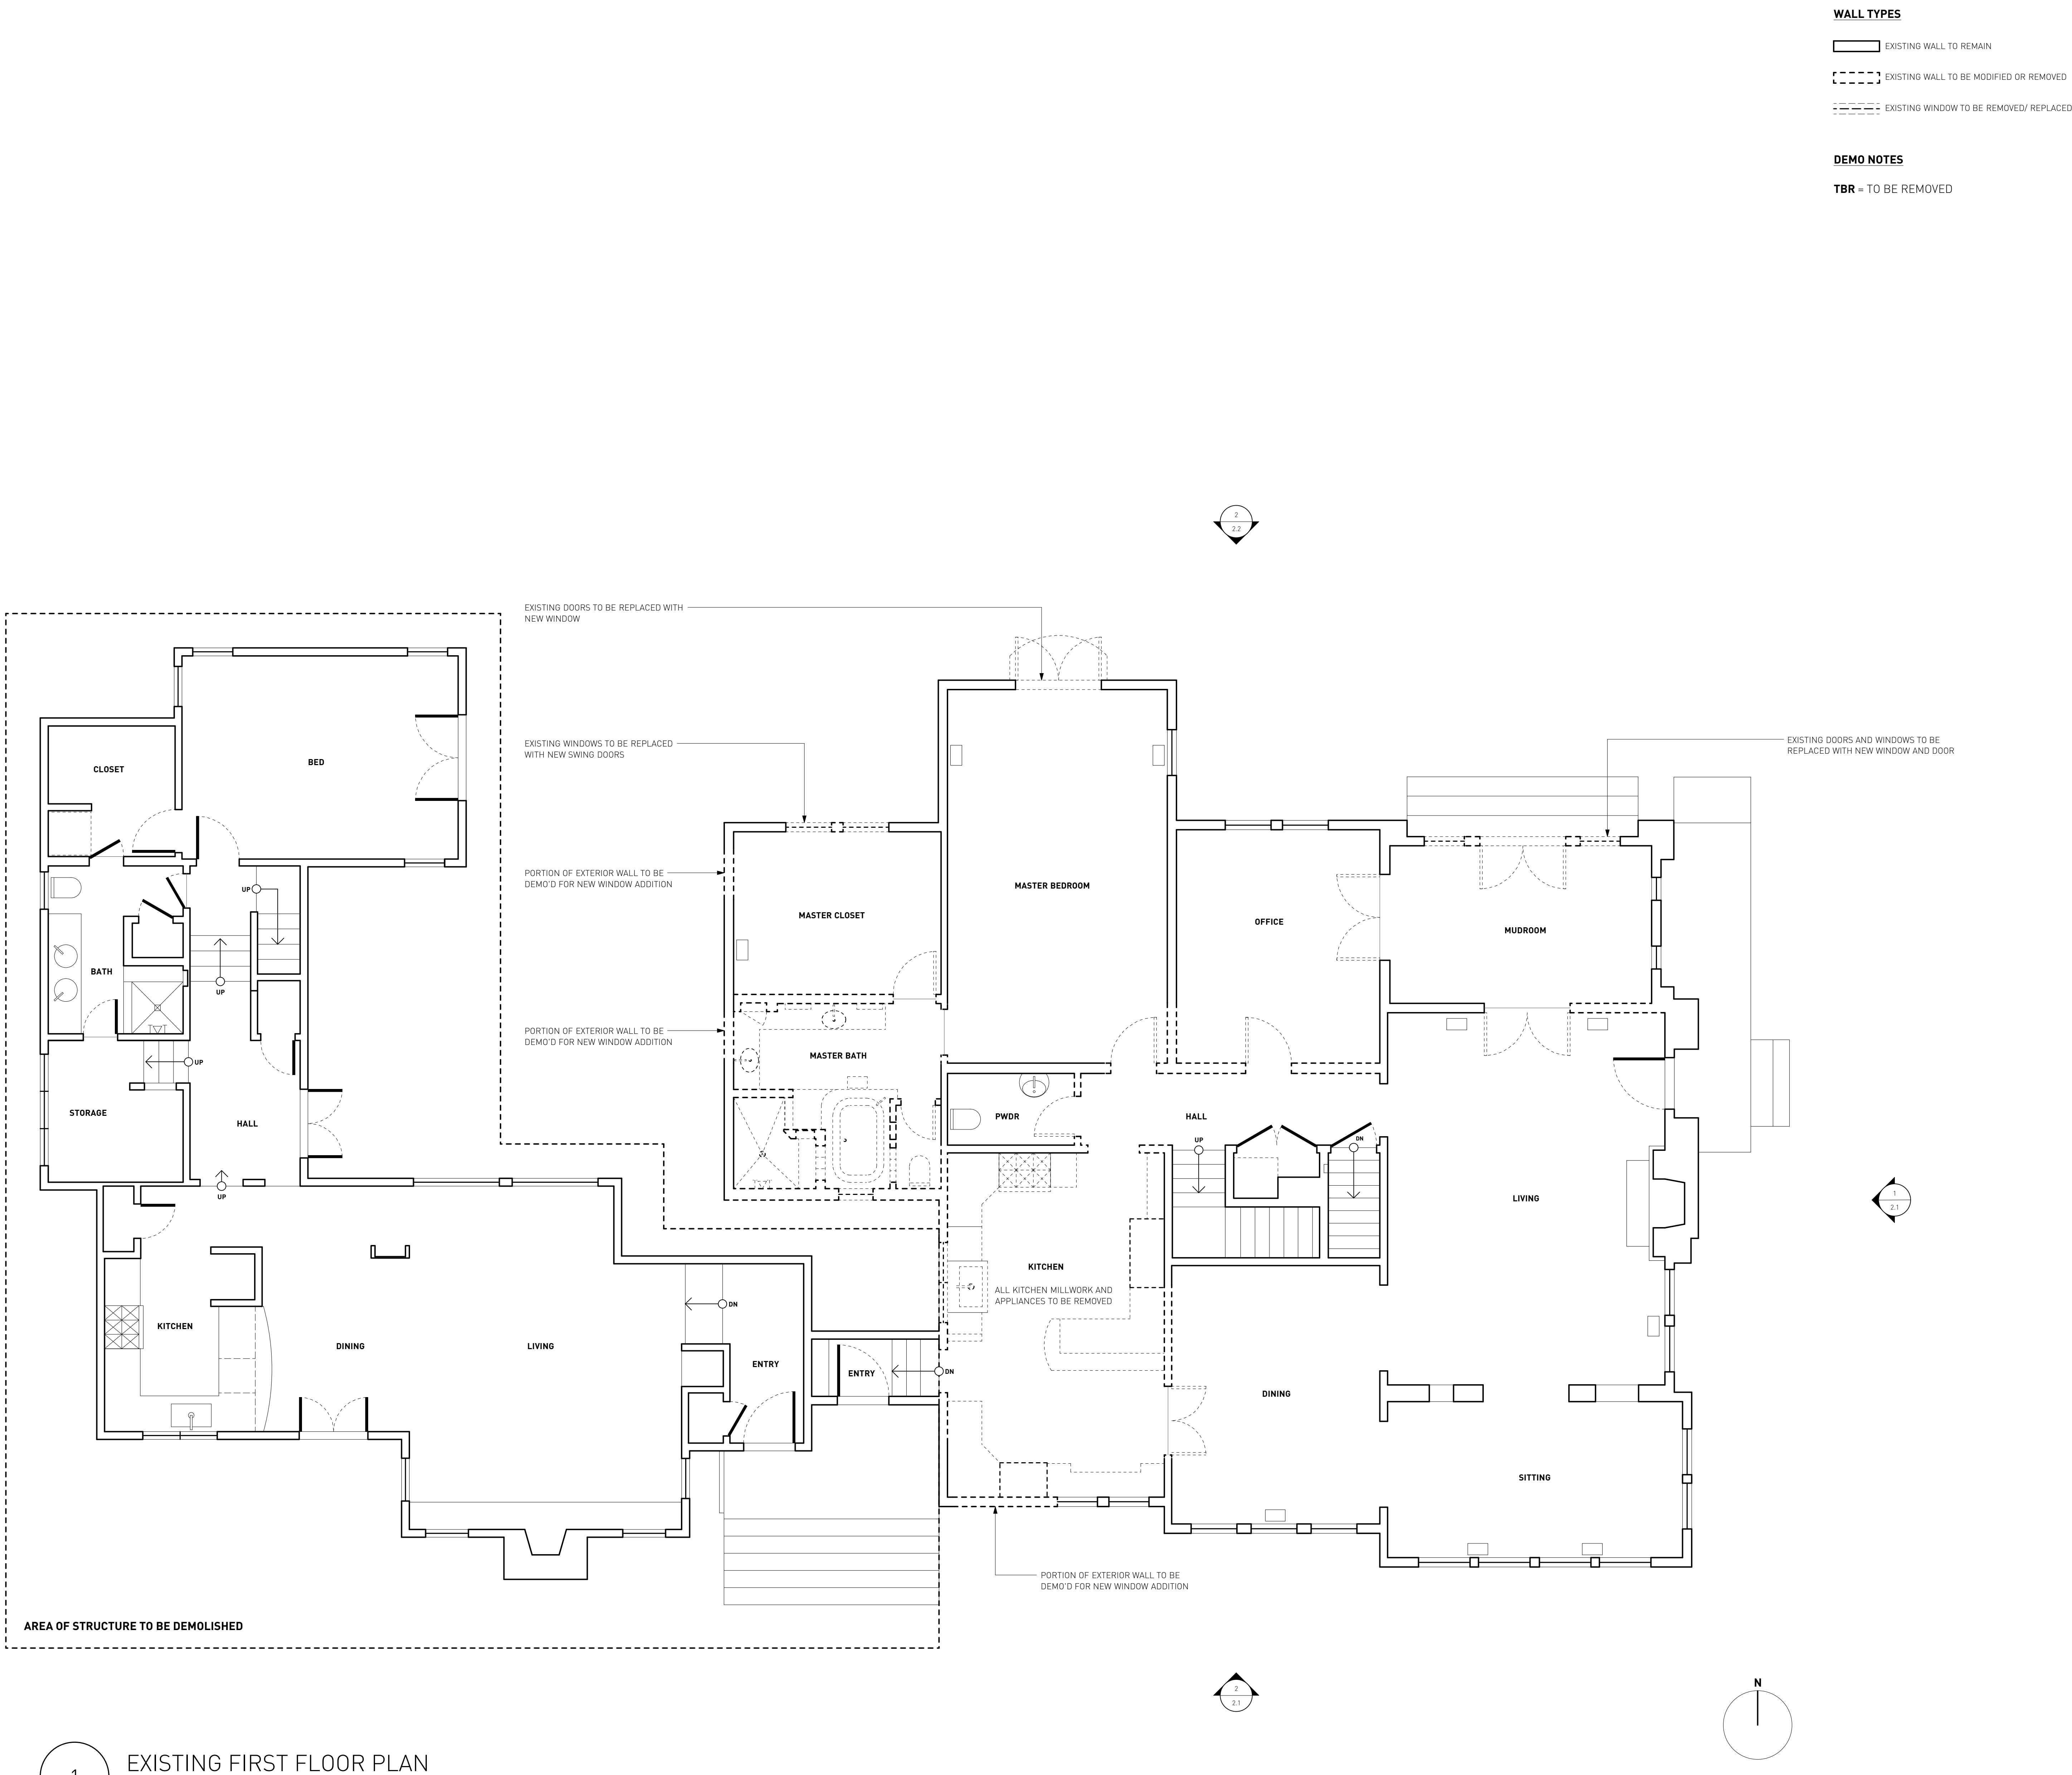 WALL TYPES
EXISTING WALL TO REMAIN
EXISTING WALL TO BE MODIFIED OR REMOVED
EXISTING WINDOW TO BE REMOVED/ REPLACED
DEMO NOTES
TBR = TO BE REMOVED
2
2.2
EXISTING DOORS TO BE REPLACED WITH
NEW WINDOW
EXISTING WINDOWS TO BE REPLACED
WITH NEW SWING DOORS
EXISTING DOORS AND WINDOWS TO BE
REPLACED WITH NEW WINDOW AND DOOR
CLOSET
BED
PORTION OF EXTERIOR WALL TO BE
DEMO'D FOR NEW WINDOW ADDITION
MASTER BEDROOM
UP
MASTER CLOSET
OFFICE
MUDROOM
BATH
UP
PORTION OF EXTERIOR WALL TO BE
DEMO'D FOR NEW WINDOW ADDITION
MASTER BATH
UP
STORAGE
HALL
PWDR
HALL
UP
DN
UP
LIVING
1
2.1
KITCHEN
ALL KITCHEN MILLWORK AND
APPLIANCES TO BE REMOVED
DN
KITCHEN
DINING
LIVING
ENTRY
ENTRY
DN
DINING
SITTING
PORTION OF EXTERIOR WALL TO BE
DEMO'D FOR NEW WINDOW ADDITION
AREA OF STRUCTURE TO BE DEMOLISHED
2
2.1
N
1
EXISTING FIRST FLOOR PLAN